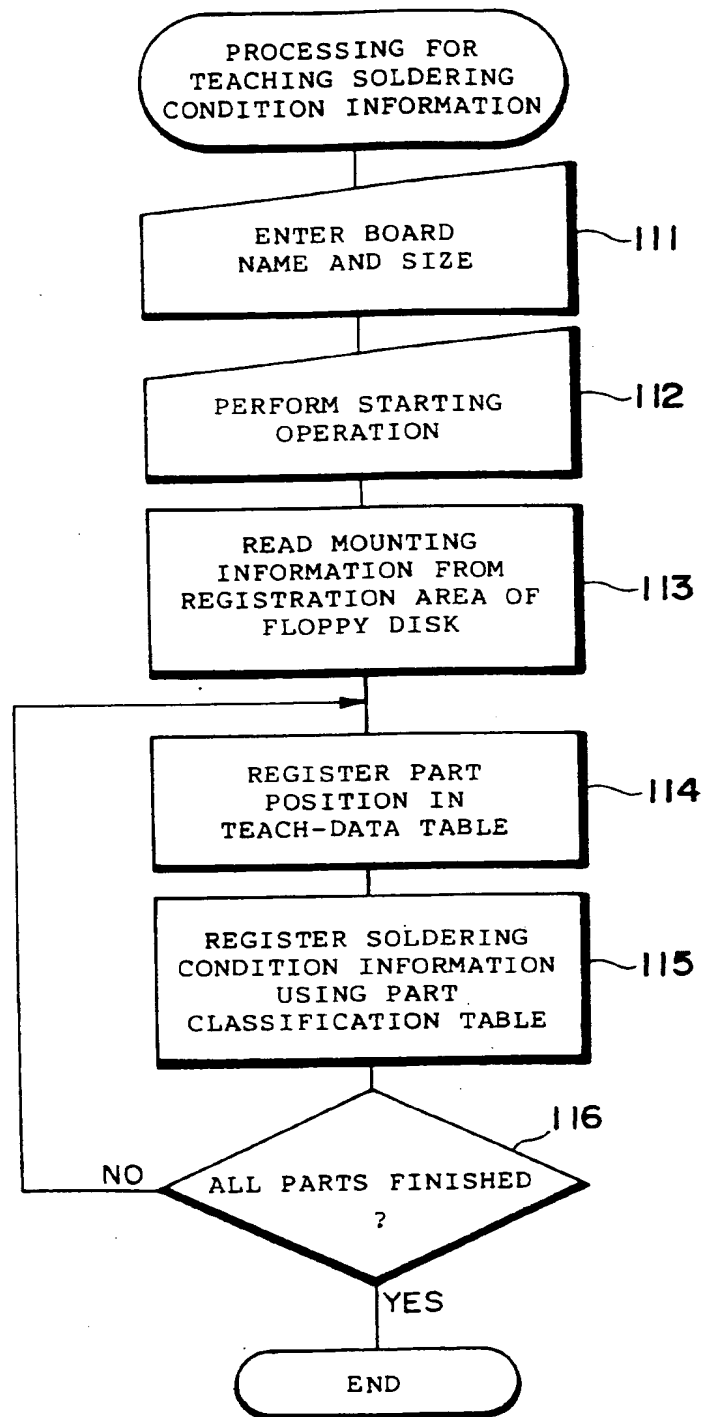 PROCESSING FOR
TEACHING SOLDERING
CONDITION INFORMATION
ENTER BOARD
NAME AND SIZE
111
PERFORM STARTING
OPERATION
112
READ MOUNTING
INFORMATION FROM
REGISTRATION AREA OF
FLOPPY DISK
113
REGISTER PART
POSITION IN
TEACH-DATA TABLE
114
REGISTER SOLDERING
CONDITION INFORMATION
USING PART
CLASSIFICATION TABLE
115
116
NO
ALL PARTS FINISHED
?
YES
END